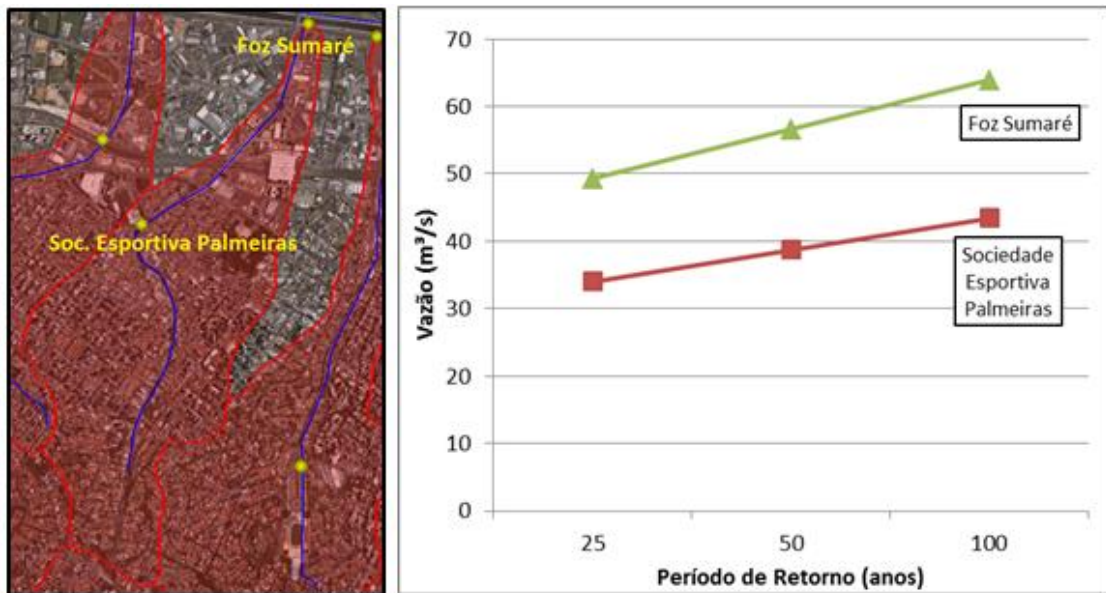 Foz Sumaré
Soc. Esportiva Palmeiras
70
60
50
40
30
20
10
0
Vazão (m³/s)
25 50 100
Período de Retorno (anos)
Foz Sumaré
Sociedade
Esportiva
Palmeiras